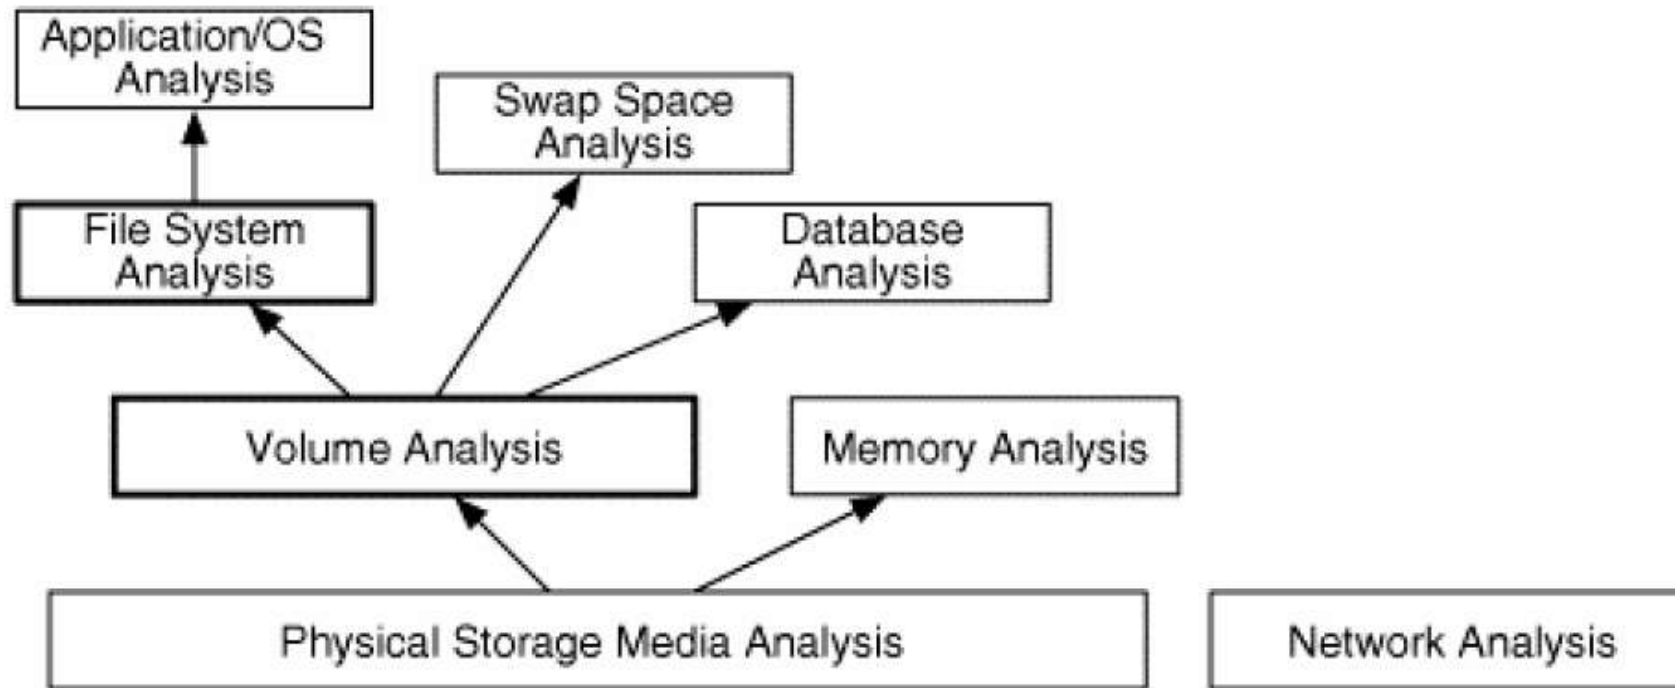 Application/OS
Analysis
Swap Space
Analysis
File System
Analysis
Database
Analysis
Volume Analysis
Memory Analysis
Physical Storage Media Analysis
Network Analysis